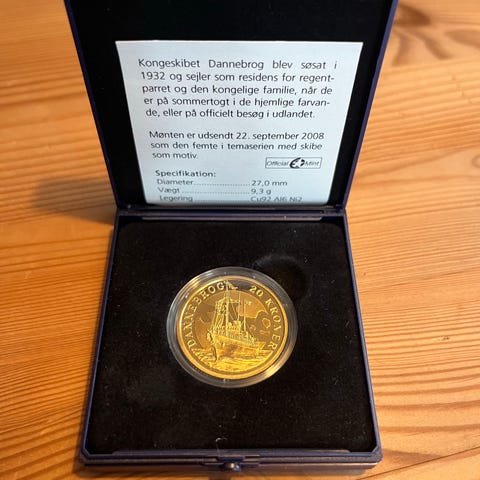 Kongeskibet Dannebrog blev søsat i
1932 og sejler som residens for regent-
parret og den kongelige familie, når de
er på sommertogt i de hjemlige farvan-
de, eller på officielt besøg i udlandet.
Mønten er udsendt 22. september 2008
som den femte i temaserien med skibe
som motiv.
Official Mint
Specifikation:
Diameter.......................27,0 mm
Vægt.............................9,3 g
Legering Cu92 Al6 Ni2
DANNEBROG 20 KRONER